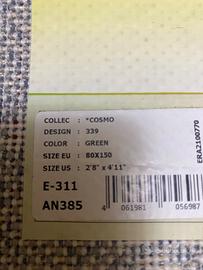 COLLEC : *COSMO
DESIGN : 339
COLOR : GREEN
SIZE EU : 80X150
SIZE US : 2'8" x 4'11"
E-311
AN385
4 061981 056987
ERA2100770